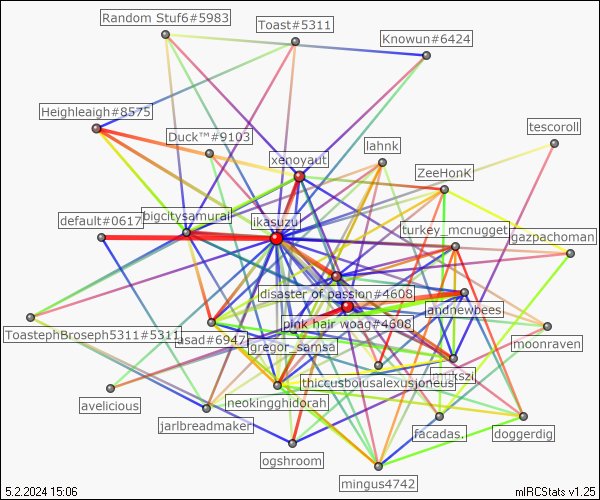 Random Stuf6#5983
Toast#5311
Knowun#6424
Heighleaigh#8575
Duck™#9103
tescoroll
lahnk
xenoyaut
ZeeHonK
default#0617
bigcitysamurai
ikasuzu
turkey_mcnugget
gazpachoman
disaster of passion#4608
andnewbees
pink hair woag#4608
ToastephBroseph5311#5311
asad#6947
gregor_samsa
moonraven
thiccusboiusalexusjoneus
neokingghidorah
avelicious
jarlbreadmaker
facadas.
doggerdig
ogshroom
mingus4742
5.2.2024 15:06
mIRCStats v1.25